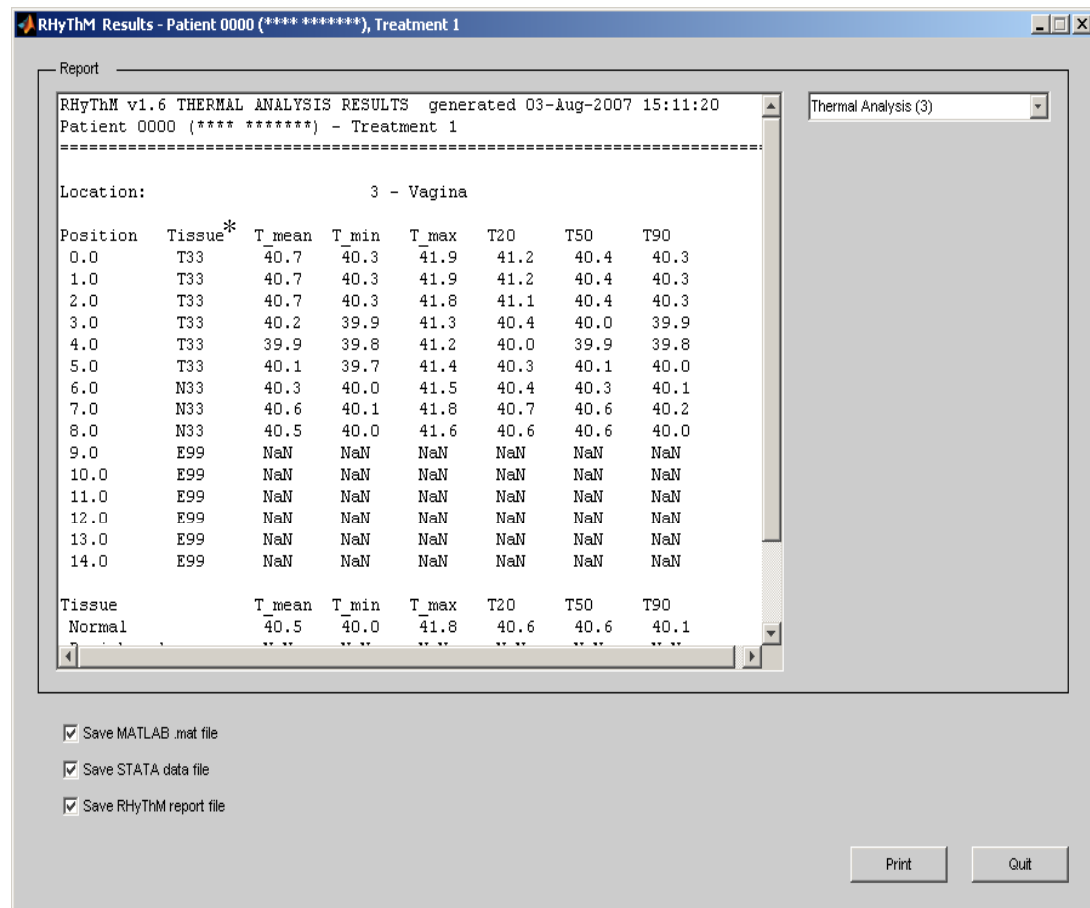 RHyThM Results - Patient 0000 (**** *******), Treatment 1
Report
RHyThM v1.6 THERMAL ANALYSIS RESULTS generated 03-Aug-2007 15:11:20
Patient 0000 (**** *******) - Treatment 1
Thermal Analysis (3)
Location: 3 - Vagina
Position Tissue* T_mean T_min T_max T20 T50 T90
0.0 T33 40.7 40.3 41.9 41.2 40.4 40.3
1.0 T33 40.7 40.3 41.9 41.2 40.4 40.3
2.0 T33 40.7 40.3 41.8 41.1 40.4 40.3
3.0 T33 40.2 39.9 41.3 40.4 40.0 39.9
4.0 T33 39.9 39.8 41.2 40.0 39.9 39.8
5.0 T33 40.1 39.7 41.4 40.3 40.1 40.0
6.0 N33 40.3 40.0 41.5 40.4 40.3 40.1
7.0 N33 40.6 40.1 41.8 40.7 40.6 40.2
8.0 N33 40.5 40.0 41.6 40.6 40.6 40.0
9.0 E99 NaN NaN NaN NaN NaN NaN
10.0 E99 NaN NaN NaN NaN NaN NaN
11.0 E99 NaN NaN NaN NaN NaN NaN
12.0 E99 NaN NaN NaN NaN NaN NaN
13.0 E99 NaN NaN NaN NaN NaN NaN
14.0 E99 NaN NaN NaN NaN NaN NaN
Tissue T_mean T_min T_max T20 T50 T90
Normal 40.5 40.0 41.8 40.6 40.6 40.1
Save MATLAB .mat file
Save STATA data file
Save RHyThM report file
Print
Quit